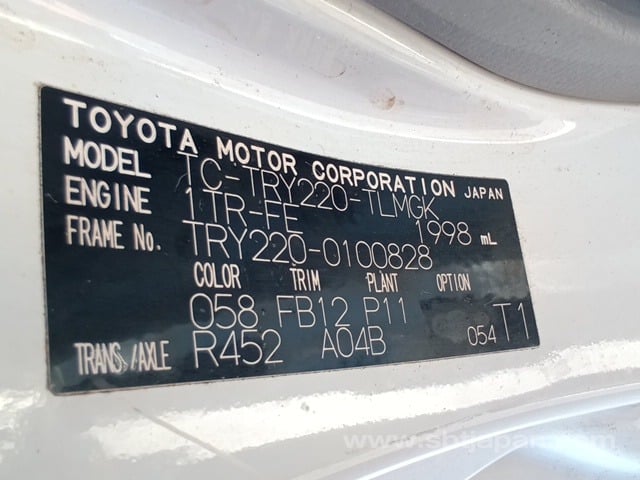 TOYOTA MOTOR CORPORATION JAPAN
MODEL TC-TRY220-TLMGK
ENGINE 1TR-FE 1998 mL
FRAME No. TRY220-0100828
COLOR TRIM PLANT OPTION
058 FB12 P11
TRANS./AXLE R452 A04B 054 T1
www.sbtjapan.com